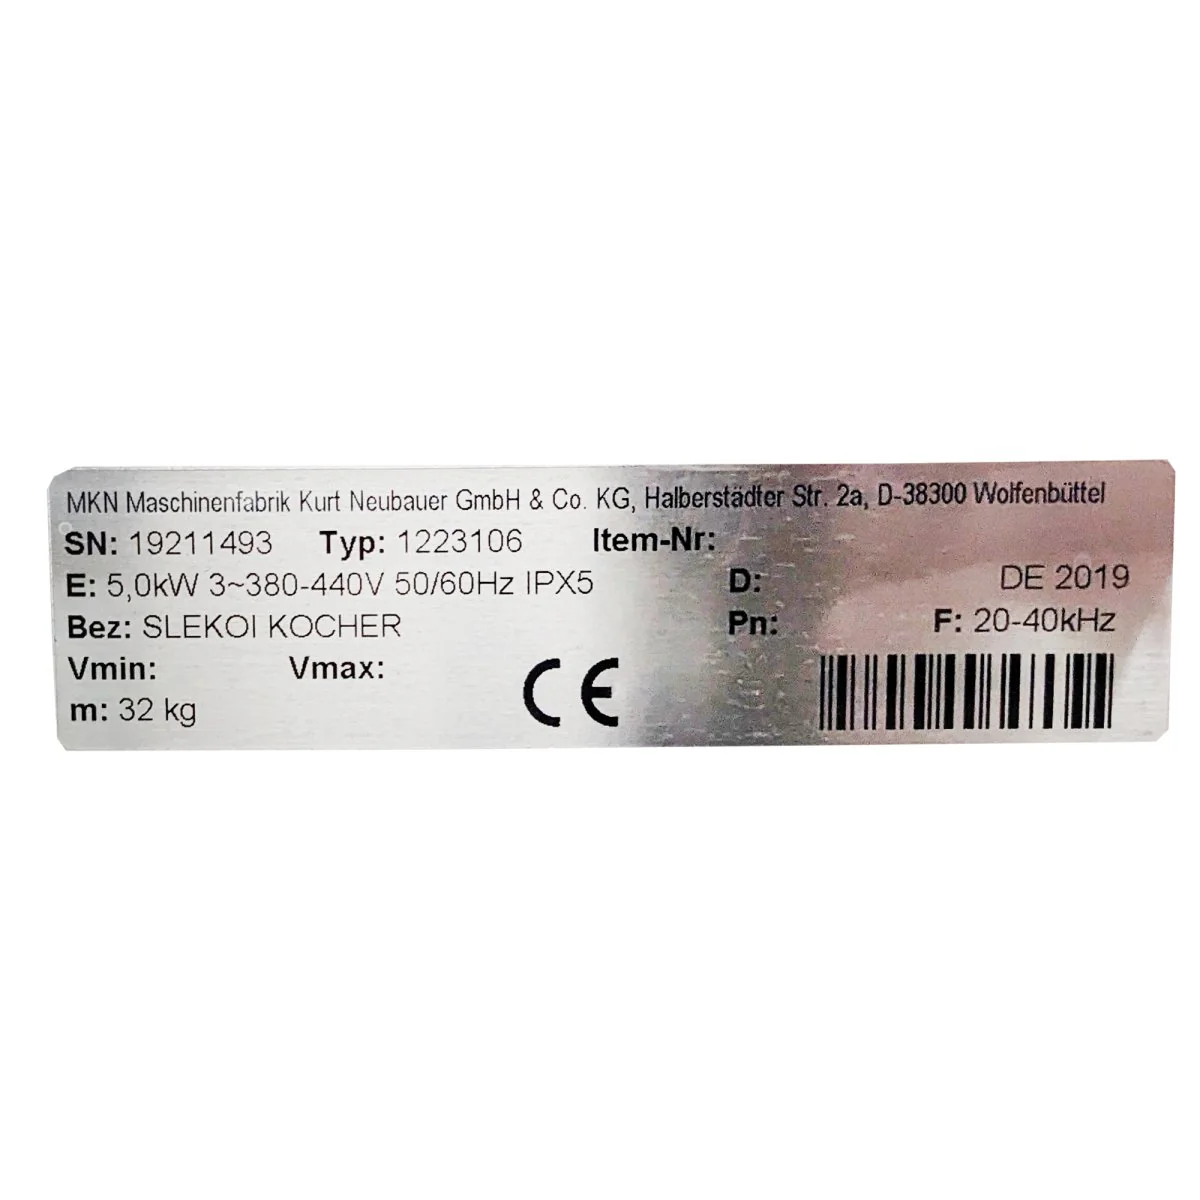 MKN Maschinenfabrik Kurt Neubauer GmbH & Co. KG, Halberstädter Str. 2a, D-38300 Wolfenbüttel
SN: 19211493 Typ: 1223106 Item-Nr:
E: 5,0kW 3~380-440V 50/60Hz IPX5 D: DE 2019
Bez: SLEKOI KOCHER Pn: F: 20-40kHz
Vmin: Vmax:
m: 32 kg CE